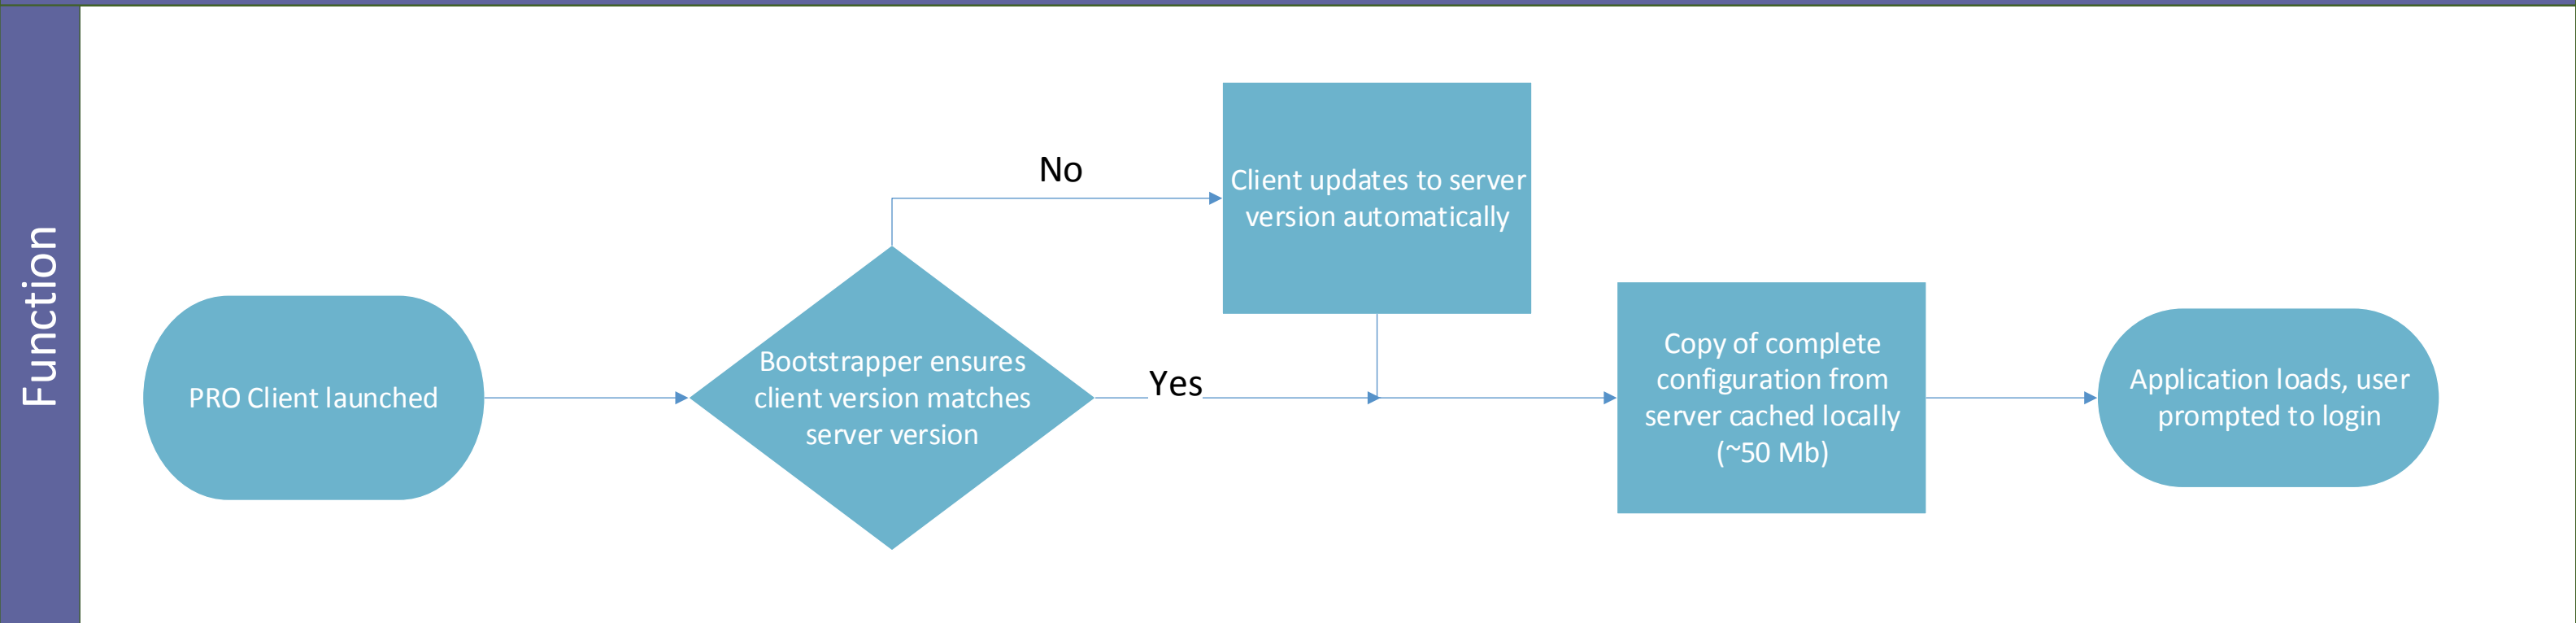 Function
PRO Client launched
Bootstrapper ensures
client version matches
server version
No
Client updates to server
version automatically
Yes
Copy of complete
configuration from
server cached locally
(~50 Mb)
Application loads, user
prompted to login